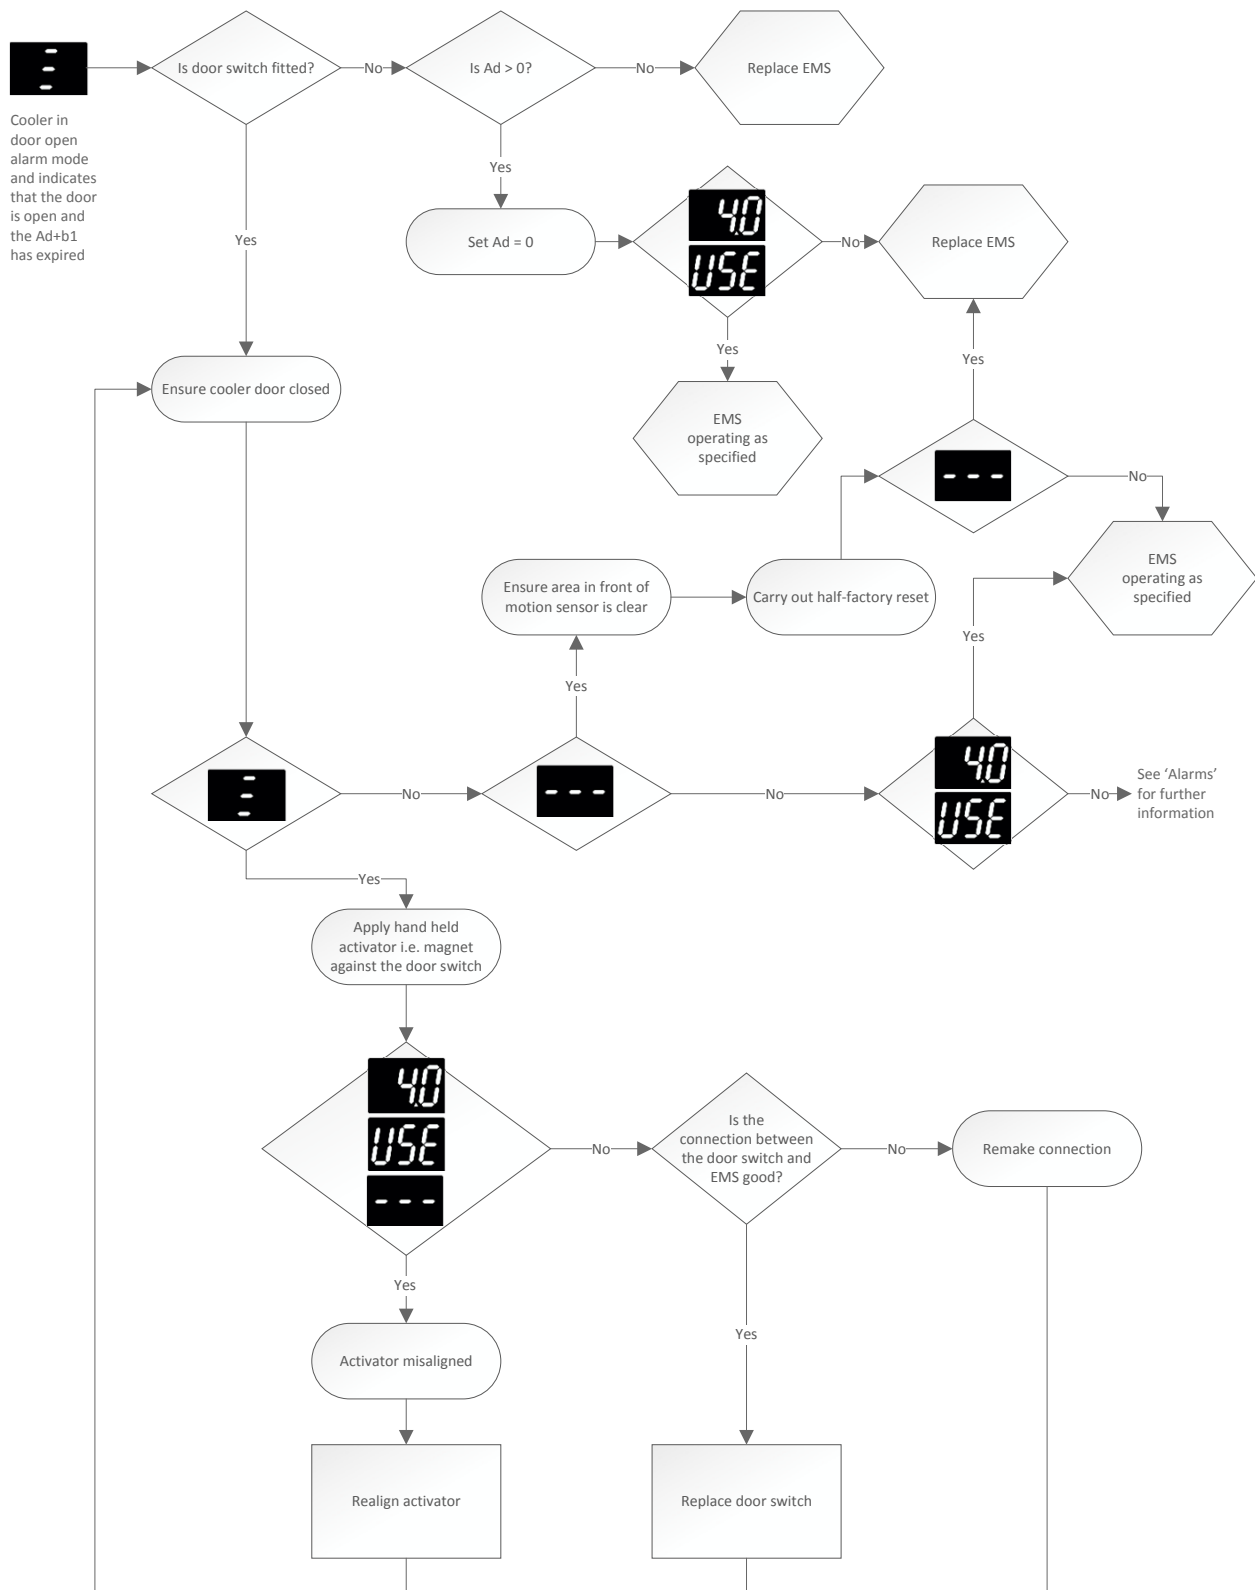 Is door switch fitted?
No
Is Ad > 0?
No
Replace EMS
Cooler in
door open
alarm mode
and indicates
that the door
is open and
the Ad+b1
has expired
Yes
Yes
Set Ad = 0
4.0
USE
No
Replace EMS
Yes
EMS
operating as
specified
Yes
Ensure cooler door closed
- - -
No
EMS
operating as
specified
Ensure area in front of
motion sensor is clear
Carry out half-factory reset
Yes
Yes
No
- - -
No
4.0
USE
No
See ‘Alarms’
for further
information
Yes
Apply hand held
activator i.e. magnet
against the door switch
4.0
USE
- - -
No
Is the
connection between
the door switch and
EMS good?
No
Remake connection
Yes
Yes
Activator misaligned
Realign activator
Replace door switch